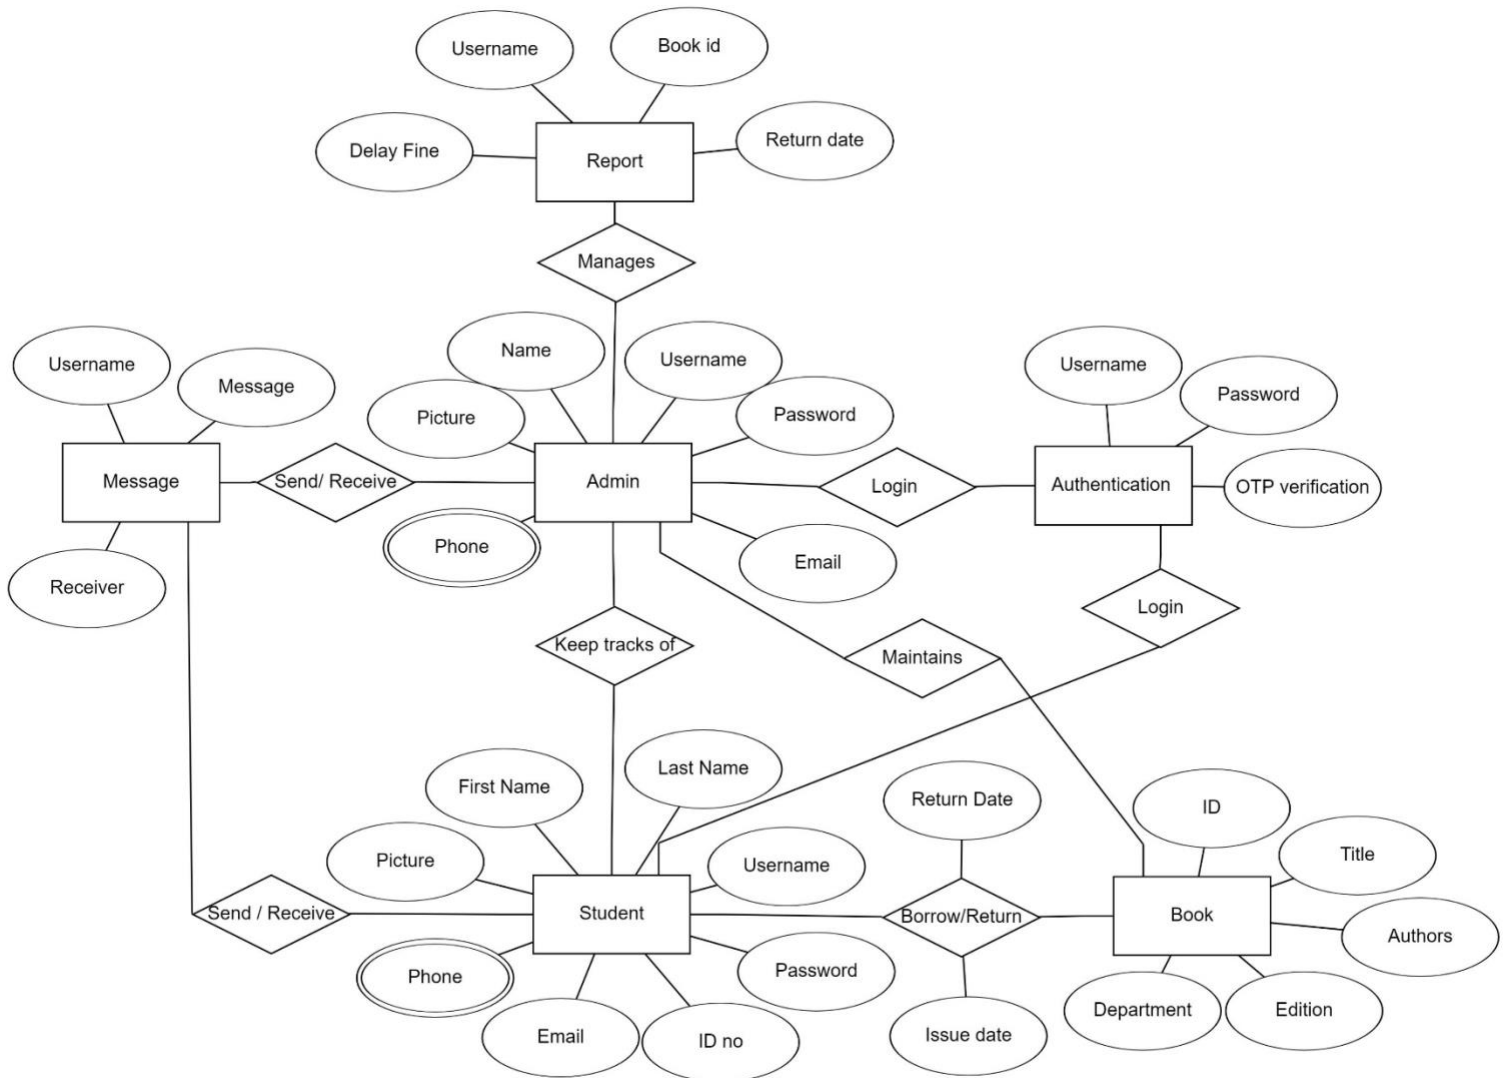 Username
Book id
Delay Fine
Return date
Report
Manages
Name
Username
Username
Username
Message
Password
Password
Picture
Message
Send/ Receive
Admin
Login
Authentication
OTP verification
Phone
Email
Receiver
Login
Keep tracks of
Maintains
First Name
Last Name
Return Date
ID
Picture
Username
Title
Send / Receive
Student
Borrow/Return
Book
Authors
Phone
Password
Department
Edition
Email
ID no
Issue date